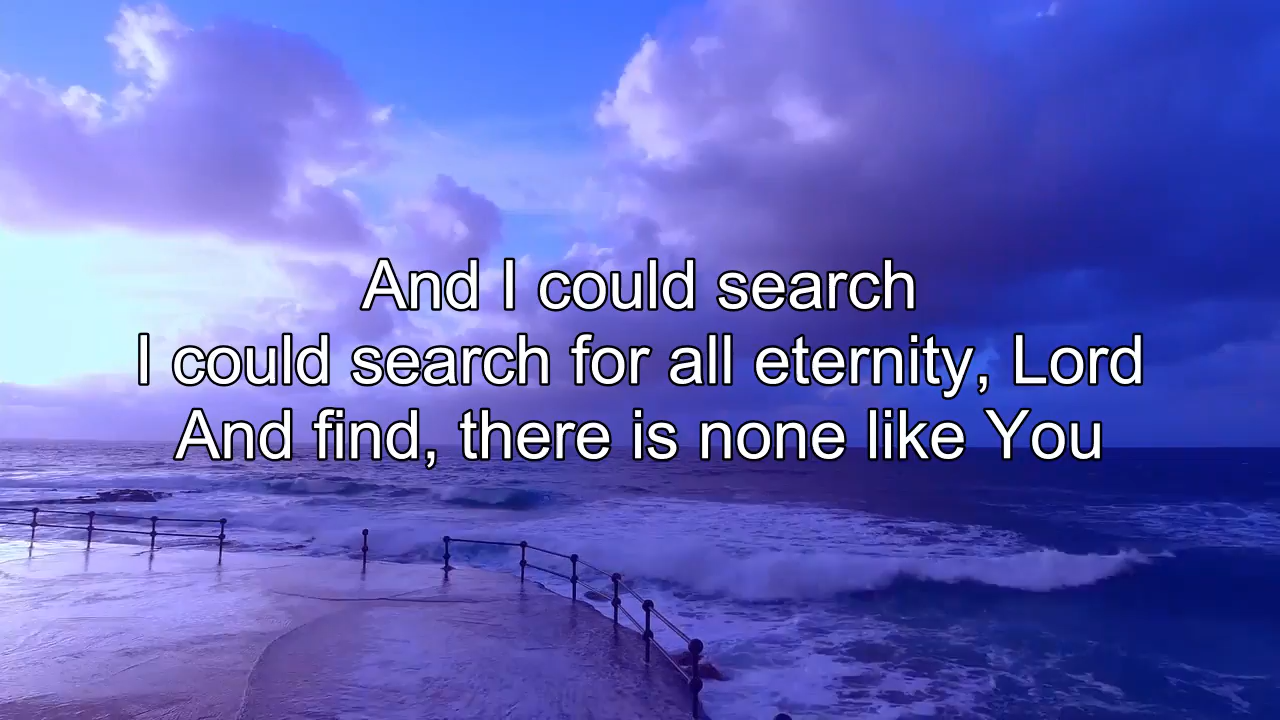 And I could search
I could search for all eternity, Lord
And find, there is none like You